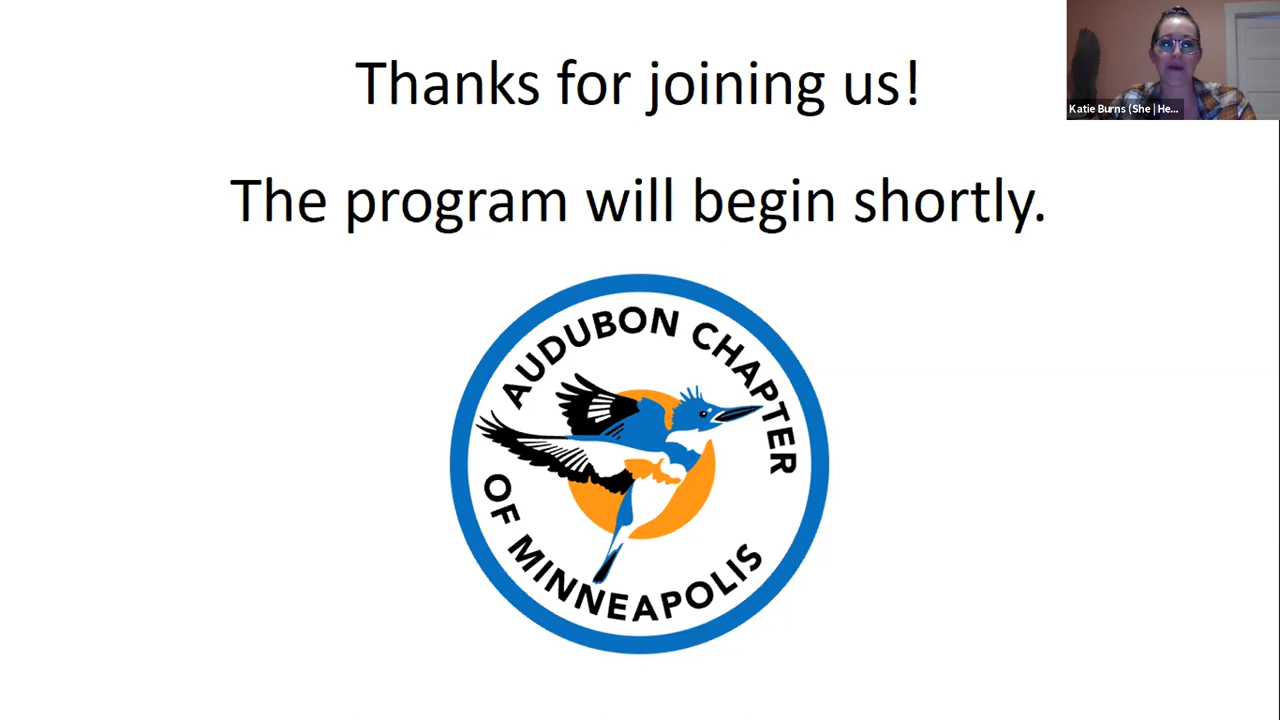 Thanks for joining us!
Katie Burns (She | He...
The program will begin shortly.
AUDUBON CHAPTER
OF MINNEAPOLIS